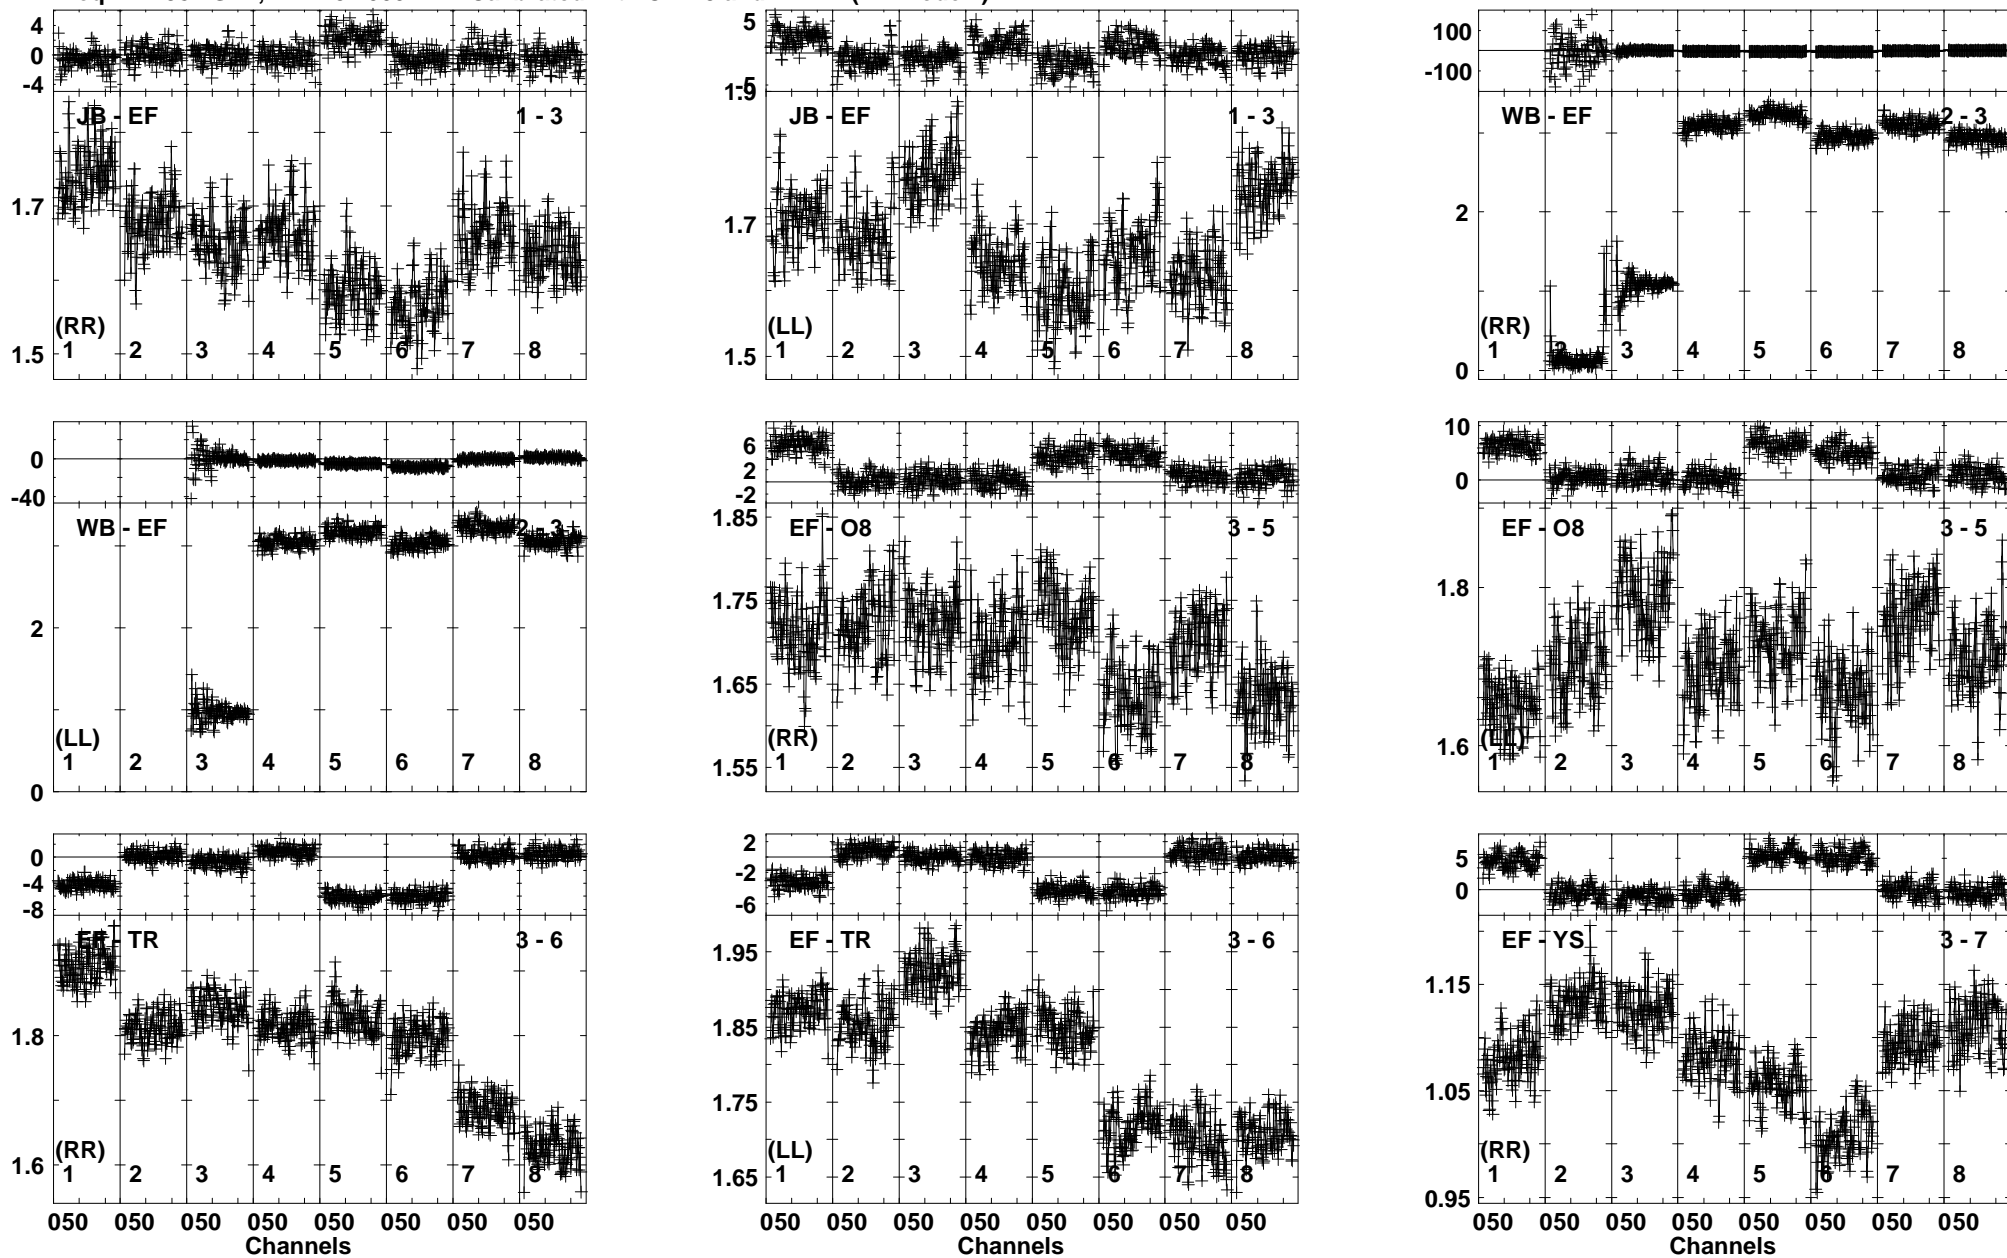 4
0
-4
JB - EF
1 - 3
1.7
1.5
(RR)
1 2 3 4 5 6 7 8
5
-5
1.9
JB - EF
1 - 3
1.7
1.5
(LL)
1 2 3 4 5 6 7 8
100
-100
WB - EF
2 - 3
2
0
(RR)
1 2 3 4 5 6 7 8
0
-40
WB - EF
2 - 3
2
0
(LL)
1 2 3 4 5 6 7 8
6
2
-2
1.85
EF - O8
3 - 5
1.75
1.65
1.55
(RR)
1 2 3 4 5 6 7 8
10
0
EF - O8
3 - 5
1.8
1.6
(LL)
1 2 3 4 5 6 7 8
0
-4
-8
EF - TR
3 - 6
1.8
1.6
(RR)
1 2 3 4 5 6 7 8
050 050 050 050 050 050 050 050
Channels
2
-2
-6
EF - TR
3 - 6
1.95
1.85
1.75
1.65
(LL)
1 2 3 4 5 6 7 8
050 050 050 050 050 050 050 050
Channels
5
0
EF - YS
3 - 7
1.15
1.05
0.95
(RR)
1 2 3 4 5 6 7 8
050 050 050 050 050 050 050 050
Channels